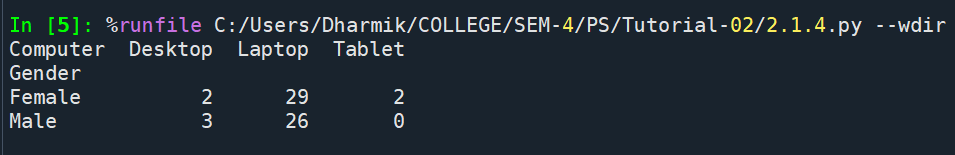 In [5]: %runfile C:/Users/Dharmik/COLLEGE/SEM-4/PS/Tutorial-02/2.1.4.py --wdir
Computer  Desktop  Laptop  Tablet
Gender
Female          2      29       2
Male            3      26       0